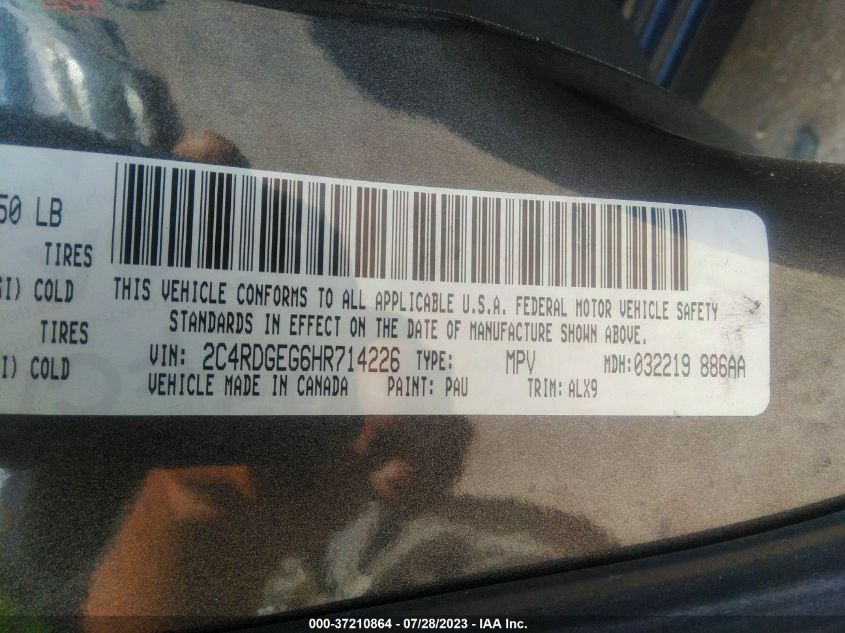 50 LB
TIRES
SI) COLD
TIRES
I) COLD
THIS VEHICLE CONFORMS TO ALL APPLICABLE U.S.A. FEDERAL MOTOR VEHICLE SAFETY
STANDARDS IN EFFECT ON THE DATE OF MANUFACTURE SHOWN ABOVE.
VIN: 2C4RDGEG6HR714226 TYPE: MPV MDH:032219 886AA
VEHICLE MADE IN CANADA PAINT: PAU TRIM: ALX9
000-37210864 / 07/28/2023 - IAA Inc.